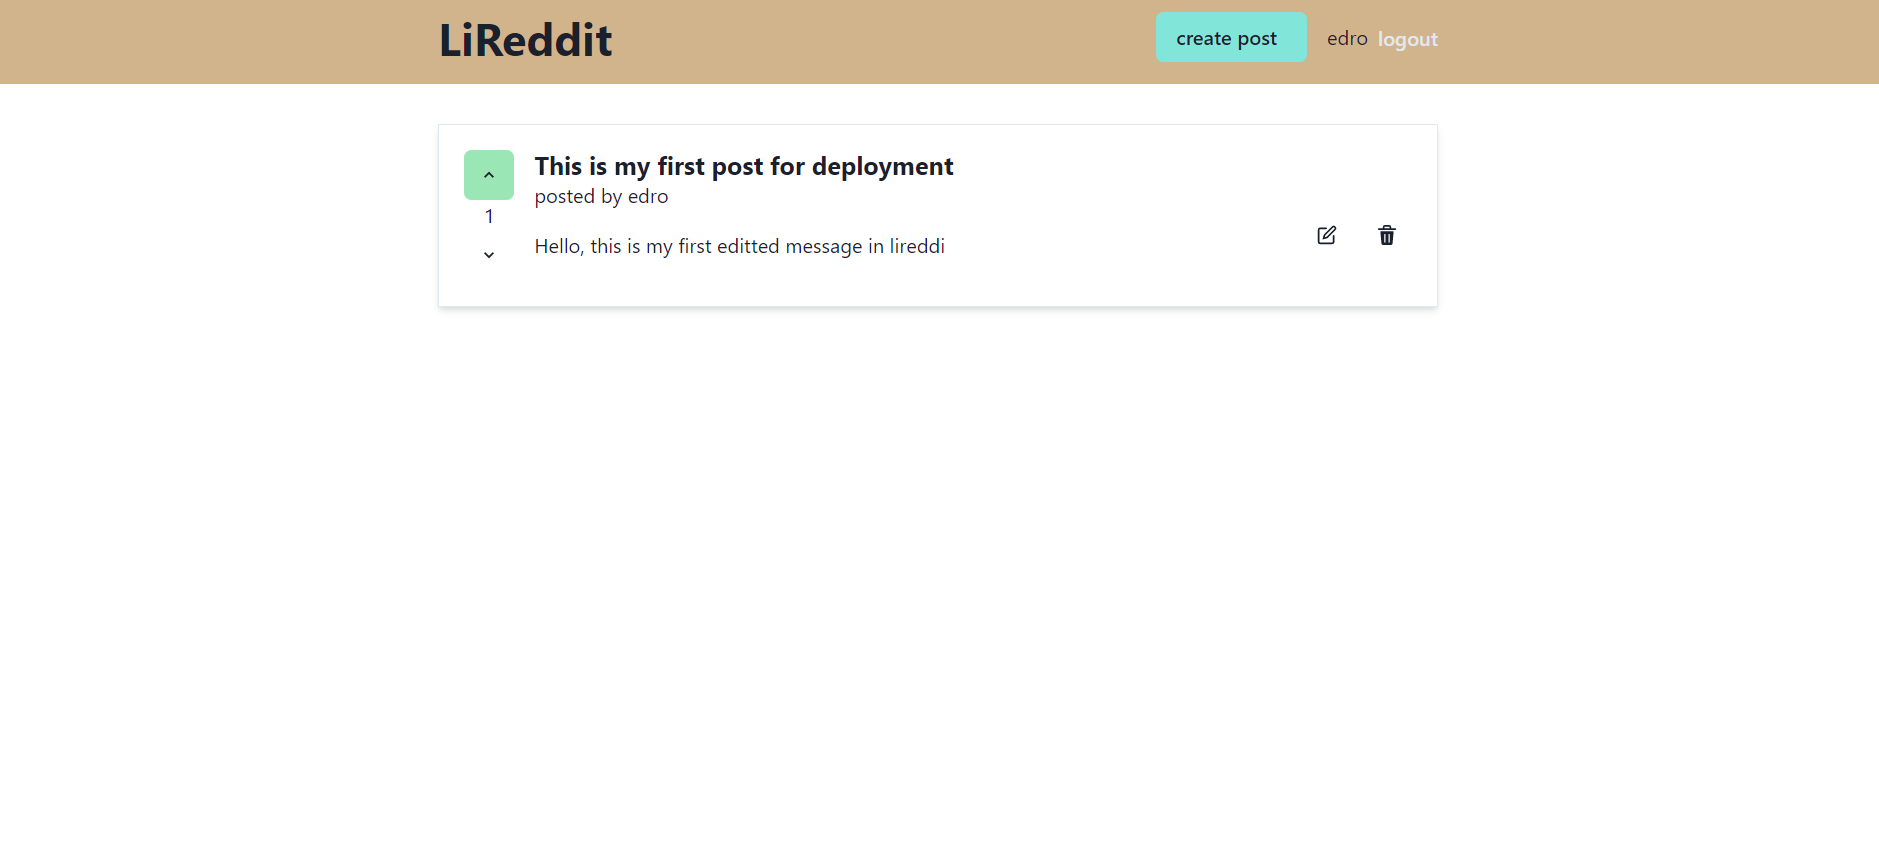 LiReddit
create post edro logout
This is my first post for deployment
posted by edro
1
Hello, this is my first editted message in lireddi